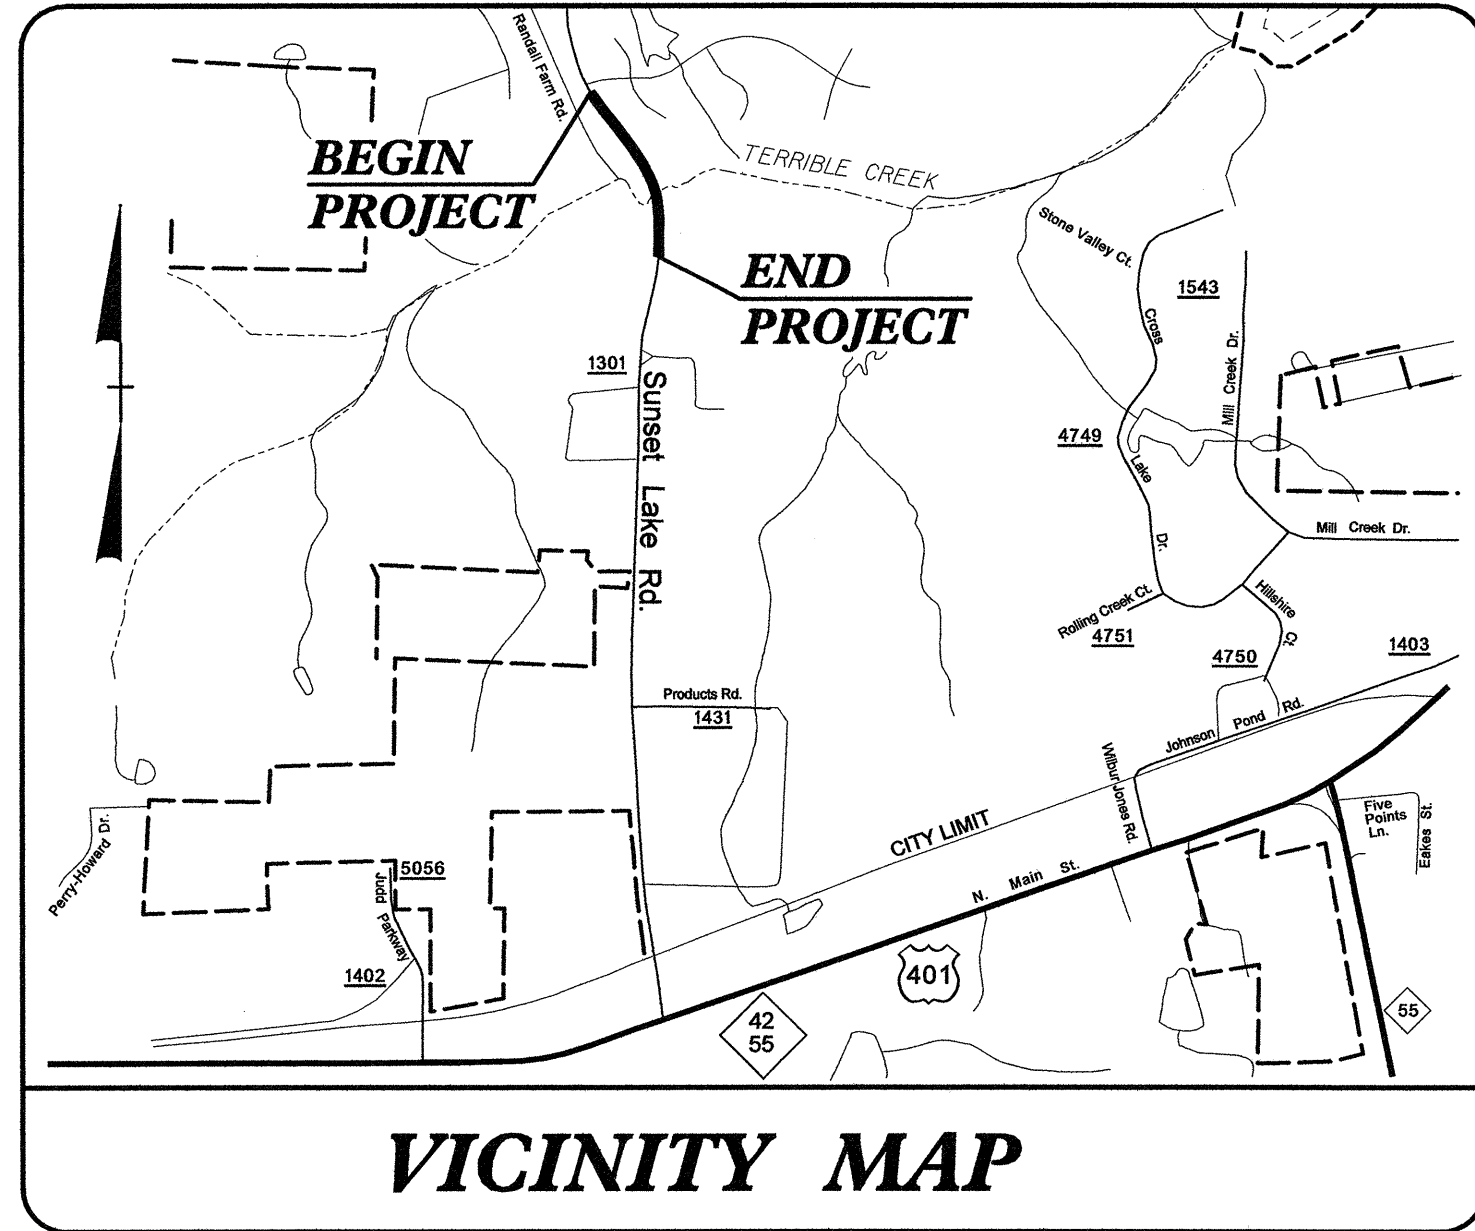 Randall Farm Rd.
BEGIN
PROJECT
TERRIBLE CREEK
END
PROJECT
Stone Valley Ct.
1543
Cross
Lake
Dr.
Mill Creek Dr.
1301
Sunset Lake Rd.
4749
Mill Creek Dr.
Rolling Creek Ct.
4751
Hillshire
Ct.
4750
1403
Products Rd.
1431
Johnson Pond Rd.
Wilbur Jones Rd.
CITY LIMIT
Five
Points
Ln.
Eakes St.
Perry-Howard Dr.
5056
Judd
Parkway
1402
N. Main St.
401
42
55
55
VICINITY MAP